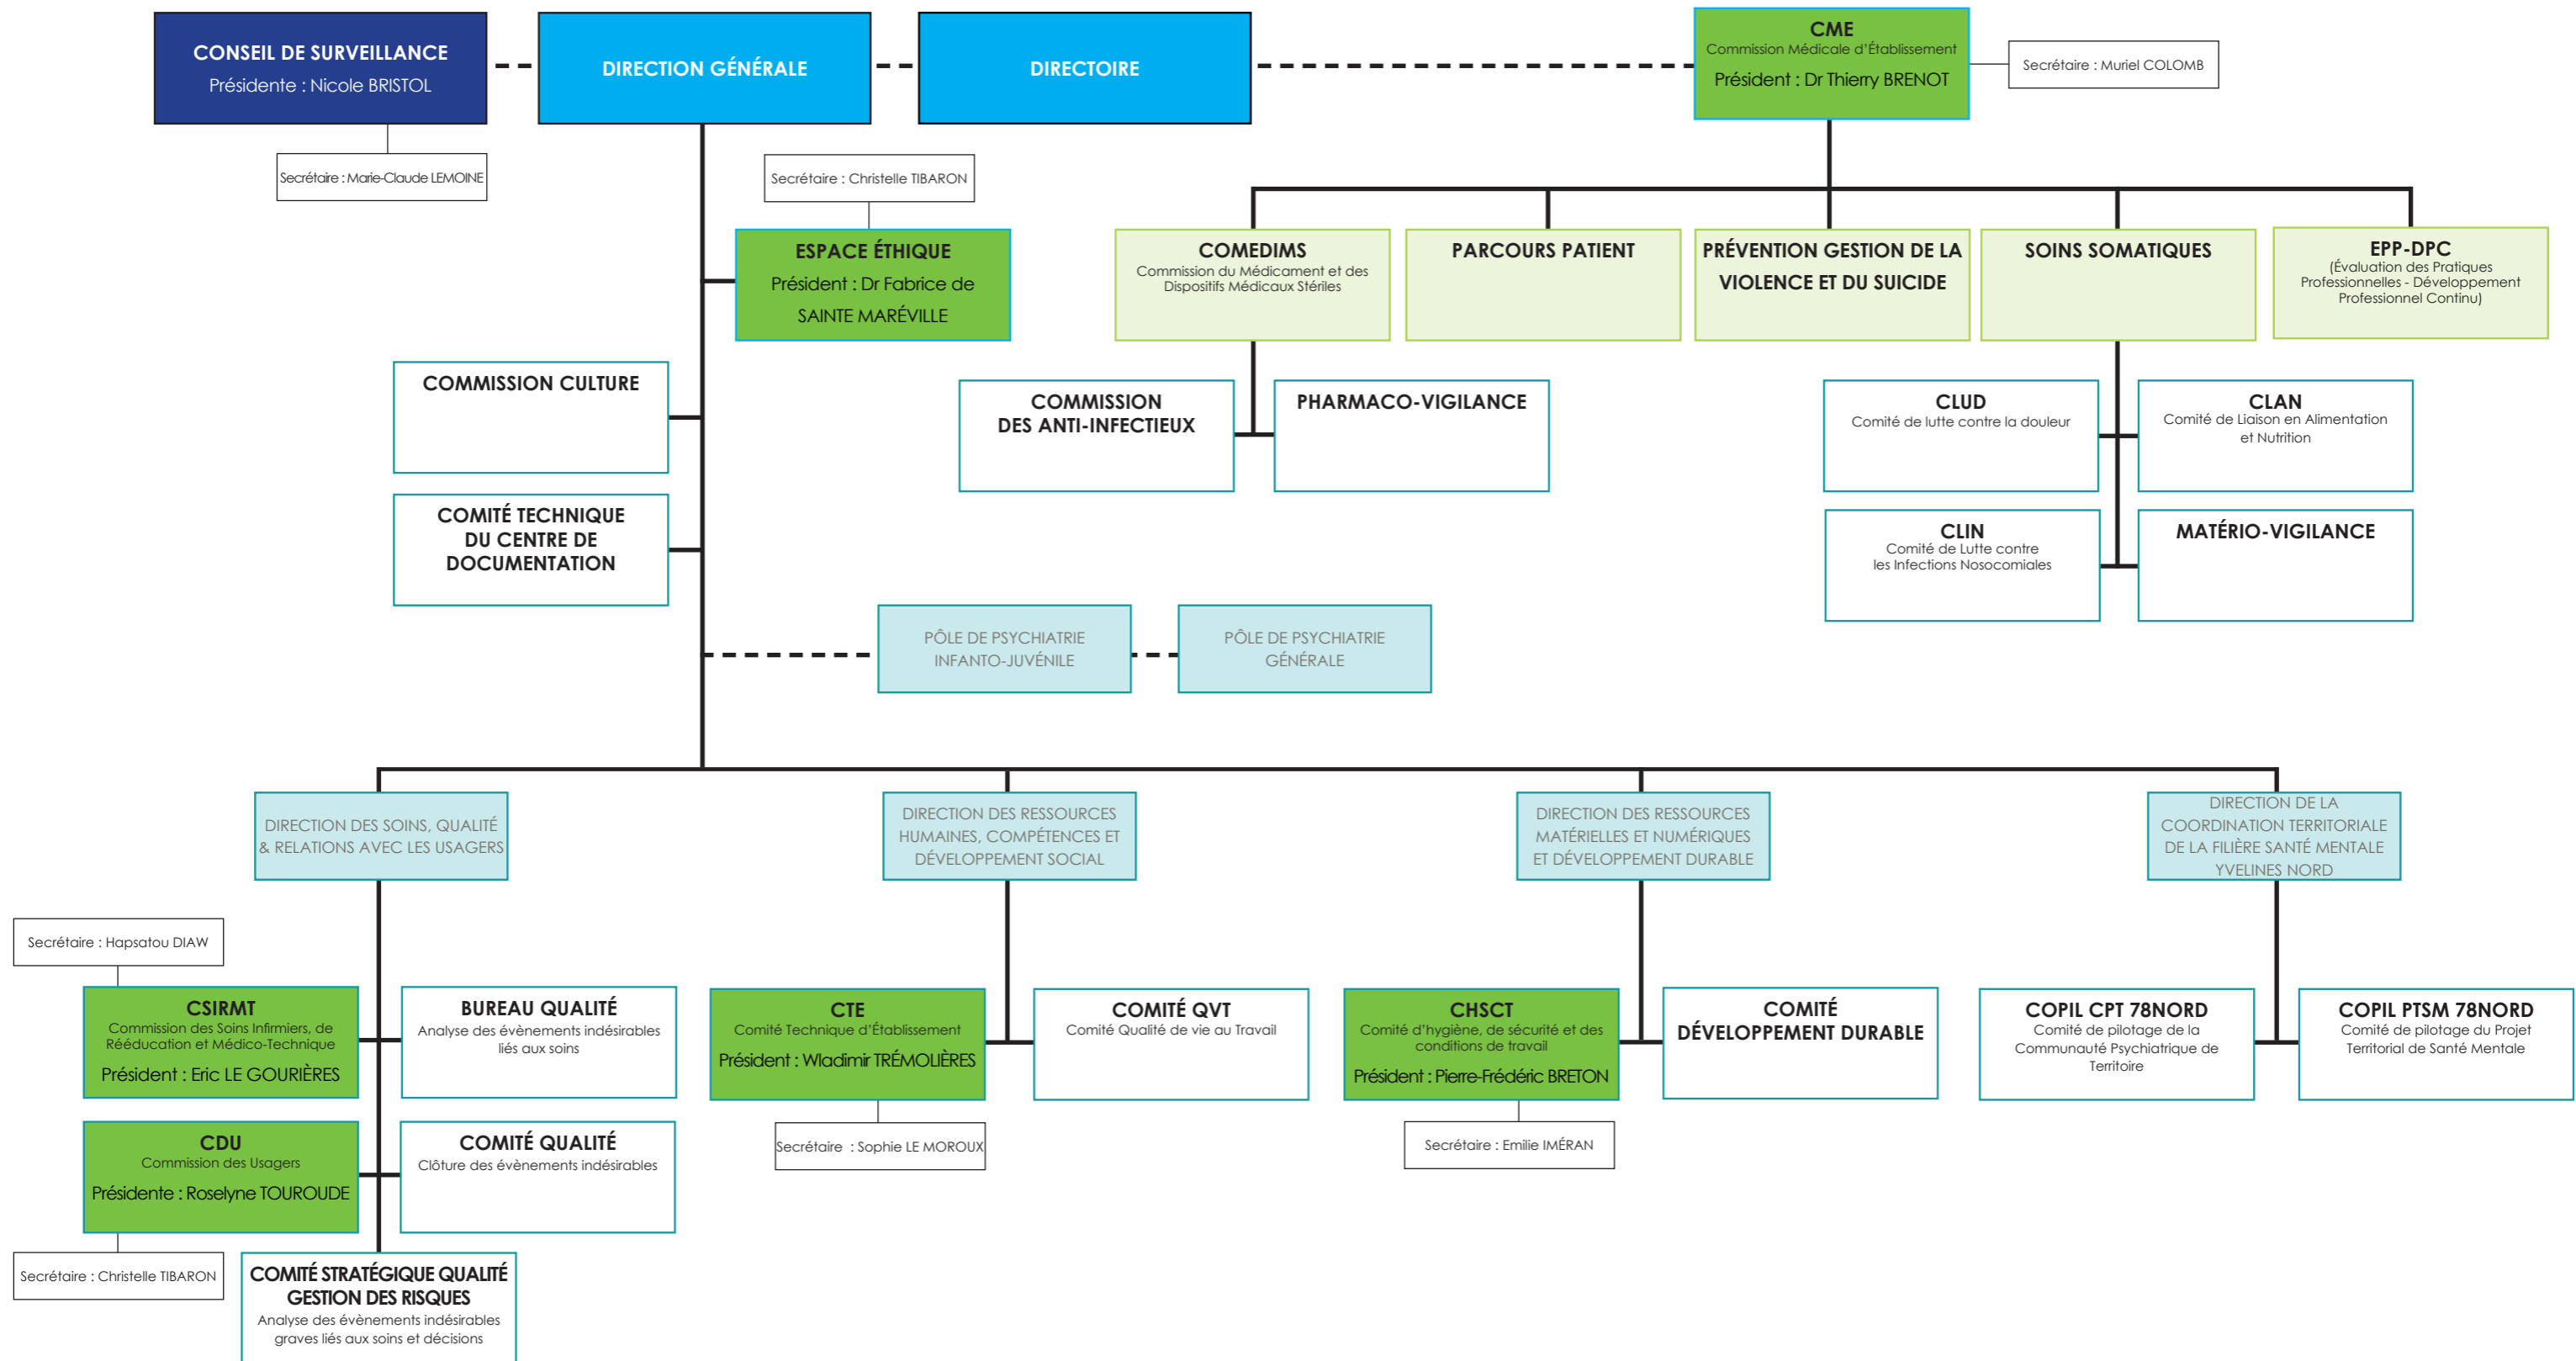 CONSEIL DE SURVEILLANCE
Présidente : Nicole BRISTOL
Secrétaire : Marie-Claude LEMOINE
DIRECTION GÉNÉRALE
DIRECTOIRE
CME
Commission Médicale d'Établissement
Président : Dr Thierry BRENOT
Secrétaire : Muriel COLOMB
Secrétaire : Christelle TIBARON
ESPACE ÉTHIQUE
Président : Dr Fabrice de
SAINTE MARÉVILLE
COMEDIMS
Commission du Médicament et des
Dispositifs Médicaux Stériles
PARCOURS PATIENT
PRÉVENTION GESTION DE LA
VIOLENCE ET DU SUICIDE
SOINS SOMATIQUES
EPP-DPC
(Évaluation des Pratiques
Professionnelles - Développement
Professionnel Continu)
COMMISSION CULTURE
COMMISSION
DES ANTI-INFECTIEUX
PHARMACO-VIGILANCE
CLUD
Comité de lutte contre la douleur
CLAN
Comité de Liaison en Alimentation
et Nutrition
COMITÉ TECHNIQUE
DU CENTRE DE
DOCUMENTATION
CLIN
Comité de Lutte contre
les Infections Nosocomiales
MATÉRIO-VIGILANCE
PÔLE DE PSYCHIATRIE
INFANTO-JUVÉNILE
PÔLE DE PSYCHIATRIE
GÉNÉRALE
DIRECTION DES SOINS, QUALITÉ
& RELATIONS AVEC LES USAGERS
DIRECTION DES RESSOURCES
HUMAINES, COMPÉTENCES ET
DÉVELOPPEMENT SOCIAL
DIRECTION DES RESSOURCES
MATÉRIELLES ET NUMÉRIQUES
ET DÉVELOPPEMENT DURABLE
DIRECTION DE LA
COORDINATION TERRITORIALE
DE LA FILIÈRE SANTÉ MENTALE
YVELINES NORD
Secrétaire : Hapsatou DIAW
CSIRMT
Commission des Soins Infirmiers, de
Rééducation et Médico-Technique
Président : Eric LE GOURIÈRES
BUREAU QUALITÉ
Analyse des évènements indésirables
liés aux soins
CTE
Comité Technique d'Établissement
Président : Wladimir TRÉMOLIÈRES
Secrétaire : Sophie LE MOROUX
COMITÉ QVT
Comité Qualité de vie au Travail
CHSCT
Comité d'hygiène, de sécurité et des
conditions de travail
Président : Pierre-Frédéric BRETON
Secrétaire : Emilie IMÉRAN
COMITÉ
DÉVELOPPEMENT DURABLE
COPIL CPT 78NORD
Comité de pilotage de la
Communauté Psychiatrique de
Territoire
COPIL PTSM 78NORD
Comité de pilotage du Projet
Territorial de Santé Mentale
CDU
Commission des Usagers
Présidente : Roselyne TOUROUDE
Secrétaire : Christelle TIBARON
COMITÉ QUALITÉ
Clôture des évènements indésirables
COMITÉ STRATÉGIQUE QUALITÉ
GESTION DES RISQUES
Analyse des évènements indésirables
graves liés aux soins et décisions